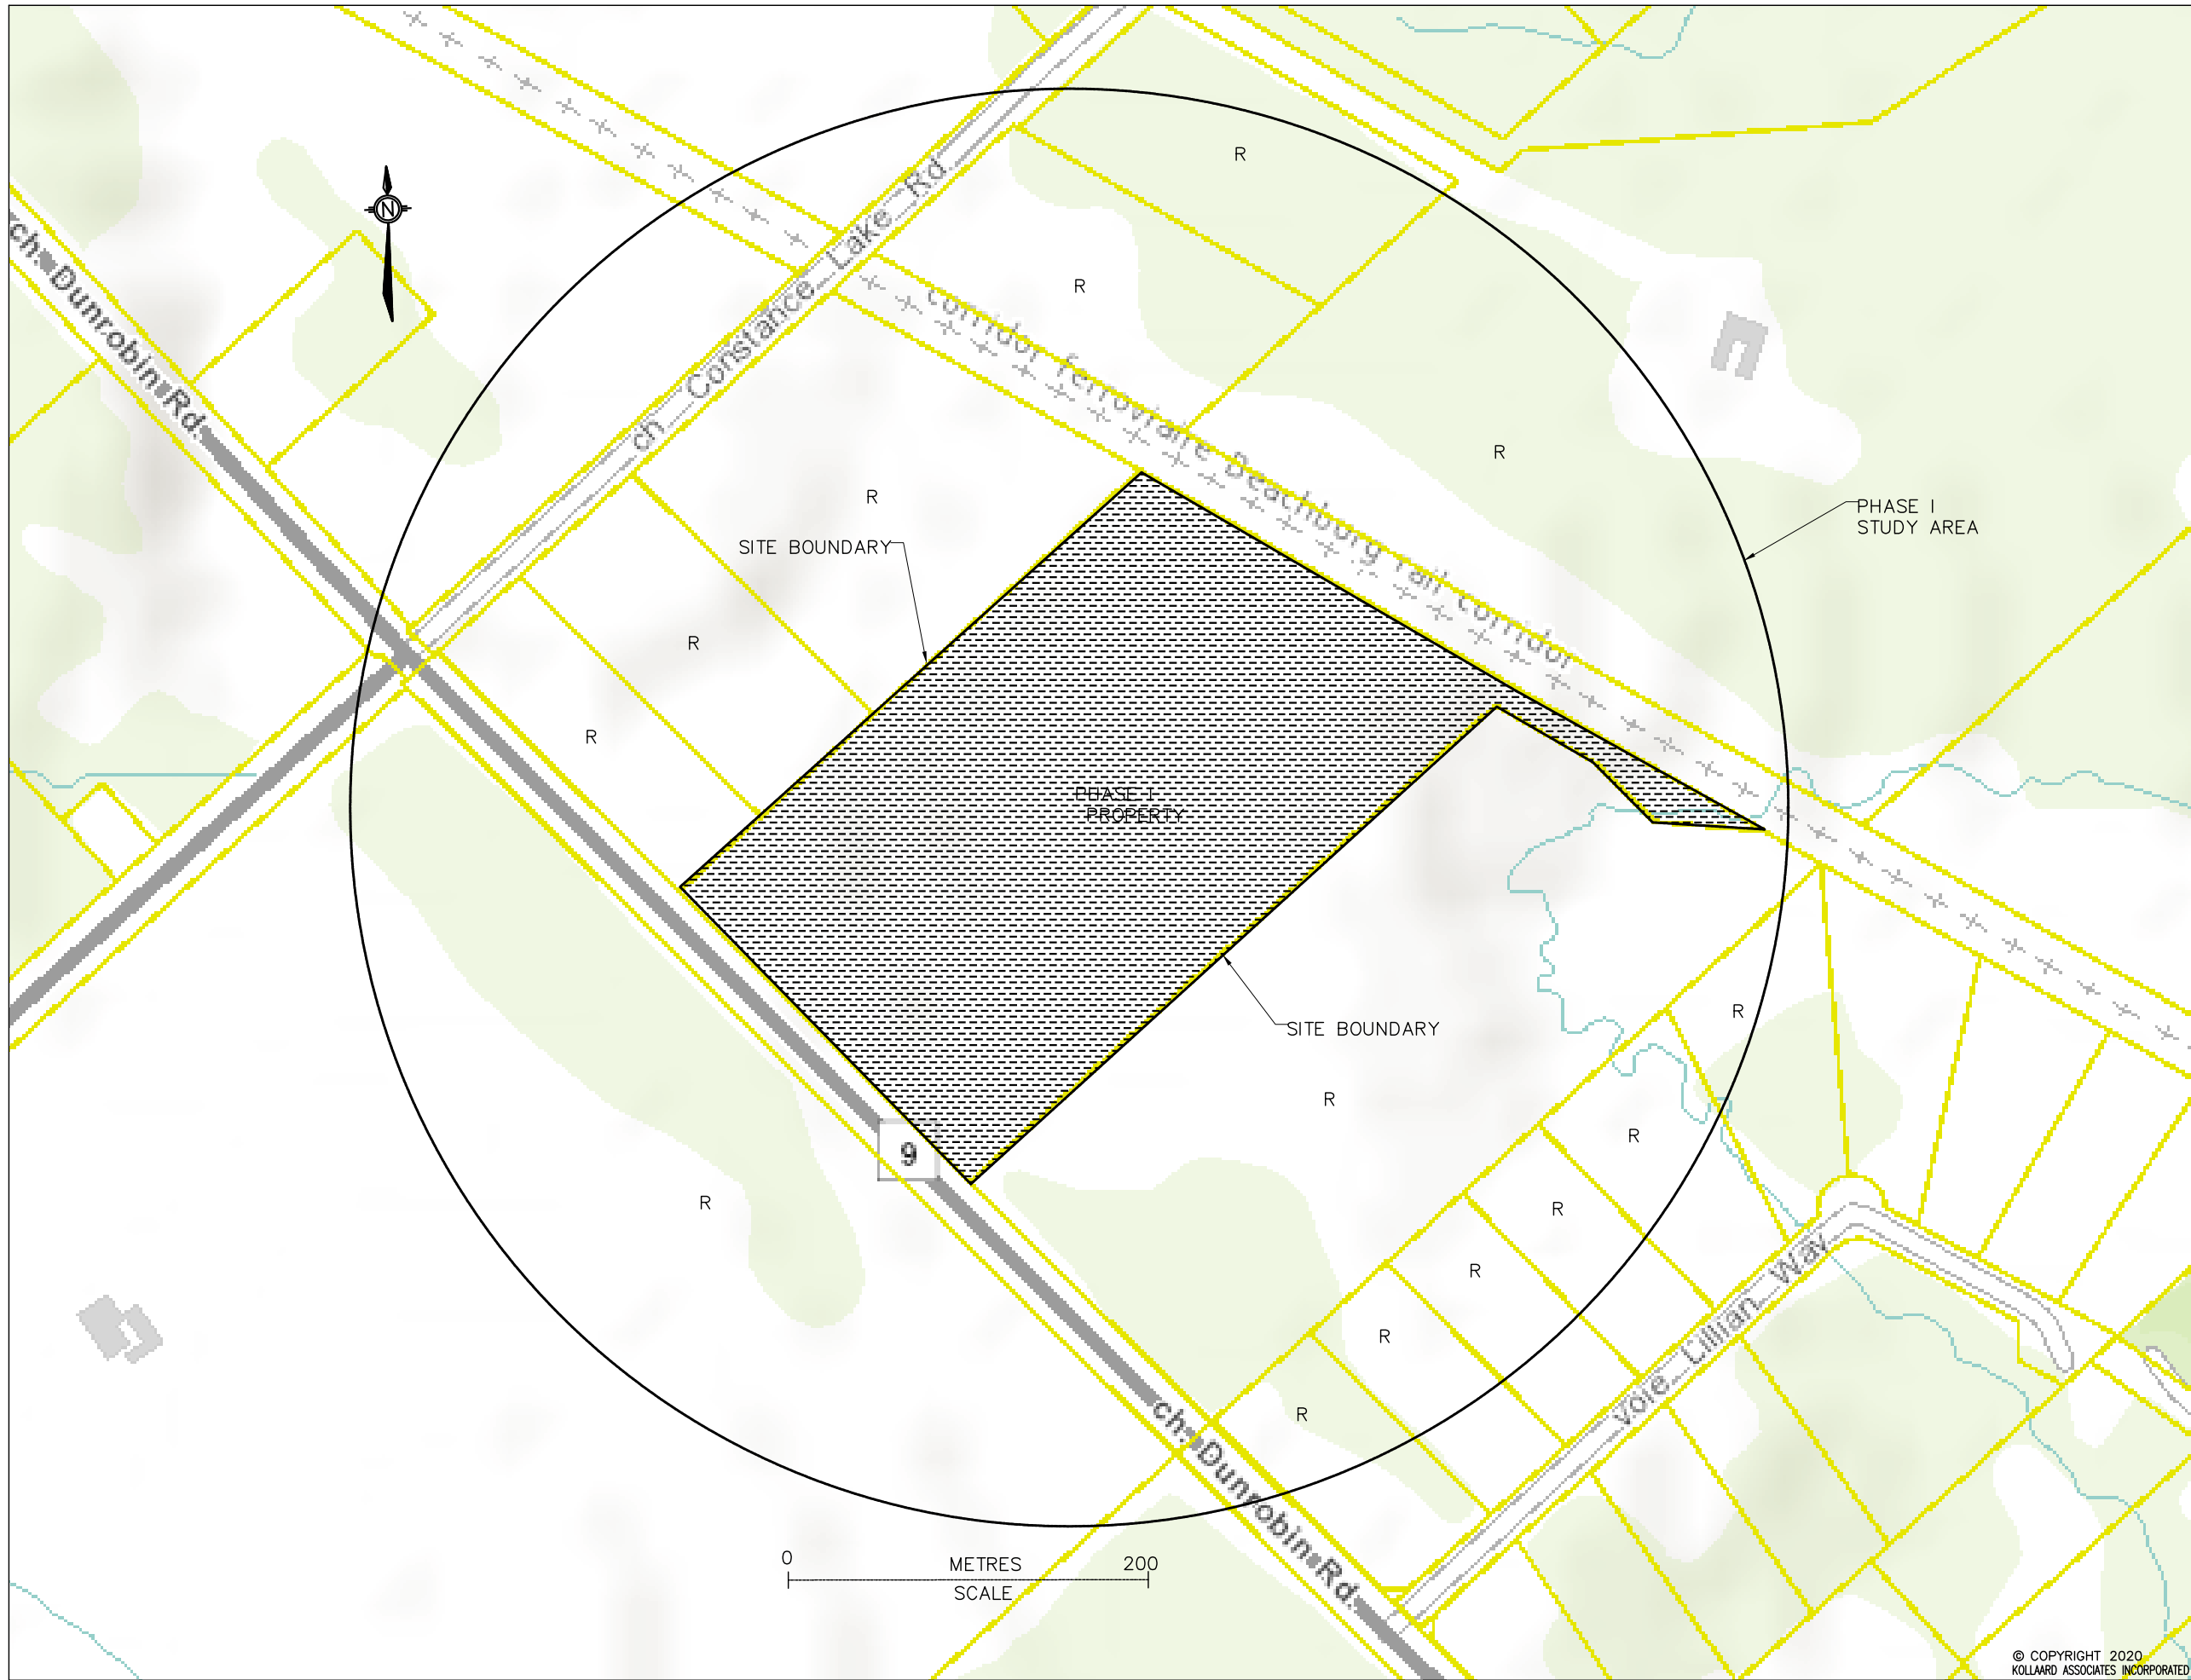 R
N
ch Constance Lake Rd.
ch. Dunrobin Rd.
R
corridor ferroviaire Beachburg rail corridor
R
R
PHASE I
STUDY AREA
SITE BOUNDARY
R
R
PHASE I
PROPERTY
R
SITE BOUNDARY
R
R
9
R
R
R
R
R
R
voie Lillian Way
ch. Dunrobin Rd.
0
METRES
200
SCALE
© COPYRIGHT 2020
KOLLAARD ASSOCIATES INCORPORATED